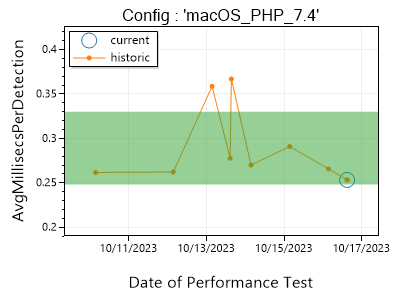 Config : 'macOS_PHP_7.4'
current
historic
AvgMillisecsPerDetection
0.4
0.35
0.3
0.25
0.2
10/11/2023 10/13/2023 10/15/2023 10/17/2023
Date of Performance Test